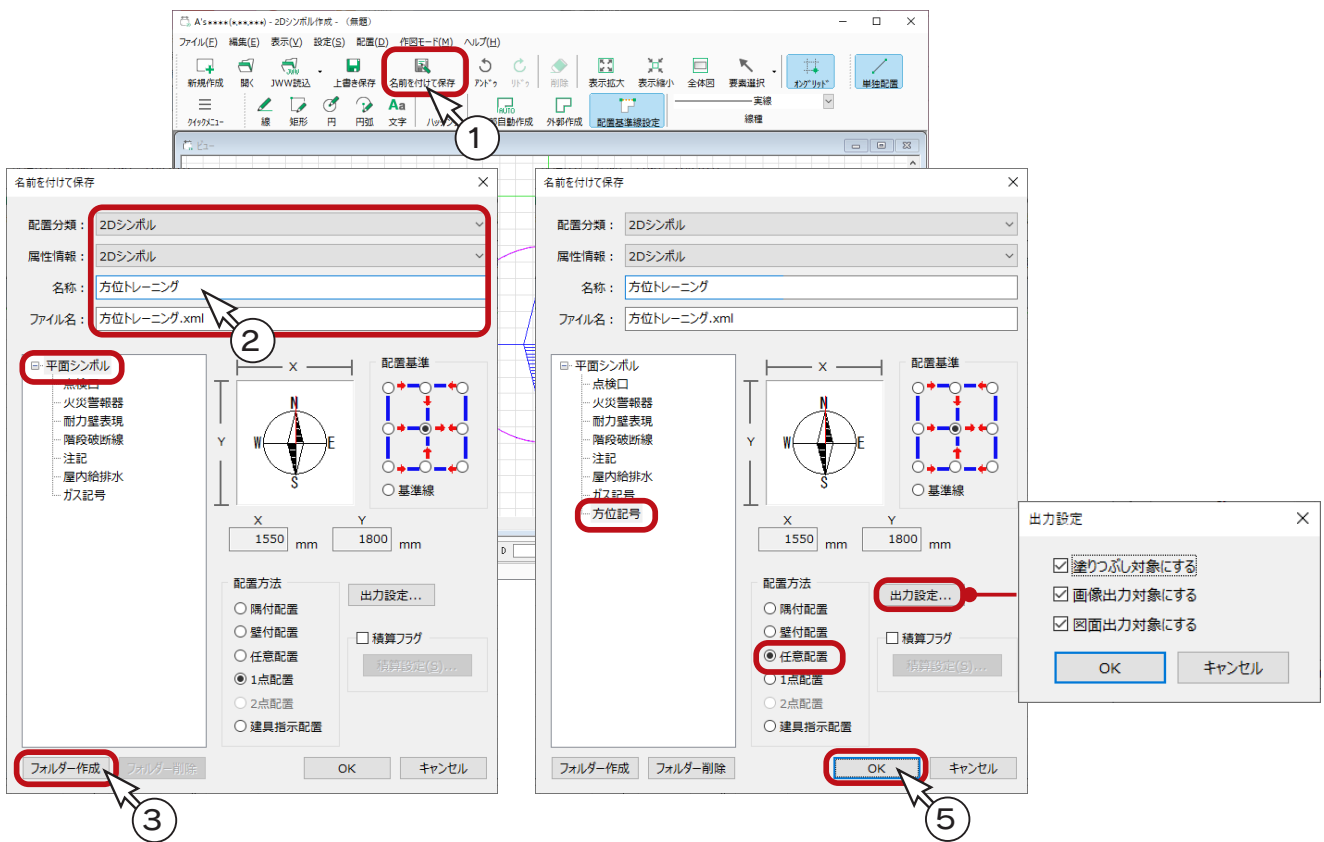 A's****(*,**,***) - 2Dシンボル作成 - （無題）
ファイル(F) 編集(E) 表示(V) 設定(S) 配置(D) 作図モード(M) ヘルプ(H)
新規作成 開く JWW読込 上書き保存 名前を付けて保存 アンドゥ リドゥ 削除 表示拡大 表示縮小 全体図 要素選択 オングリッド 単独配置
AUTO 実線
クイックメニュー 線 矩形 円 円弧 Aa 文字 自動作成 外部作成 配置基準線設定 線種
1
ビュー
名前を付けて保存
配置分類： 2Dシンボル
属性情報： 2Dシンボル
名称： 方位トレーニング
ファイル名： 方位トレーニング.xml
2
平面シンボル
点検口
火災警報器
耐力壁表現
階段破断線
注記
屋内給排水
ガス記号
X
Y
N
W E
S
配置基準
基準線
X Y
1550 mm 1800 mm
配置方法
隅付配置
壁付配置
任意配置
1点配置
2点配置
建具指示配置
出力設定...
積算フラグ
積算設定(S)...
フォルダー作成 フォルダー削除 OK キャンセル
3
D
名前を付けて保存
配置分類： 2Dシンボル
属性情報： 2Dシンボル
名称： 方位トレーニング
ファイル名： 方位トレーニング.xml
平面シンボル
点検口
火災警報器
耐力壁表現
階段破断線
注記
屋内給排水
ガス記号
方位記号
X
Y
N
W E
S
配置基準
基準線
X Y
1550 mm 1800 mm
配置方法
隅付配置
壁付配置
任意配置
1点配置
2点配置
建具指示配置
出力設定...
積算フラグ
積算設定(S)...
フォルダー作成 フォルダー削除 OK キャンセル
5
出力設定
塗りつぶし対象にする
画像出力対象にする
図面出力対象にする
OK キャンセル